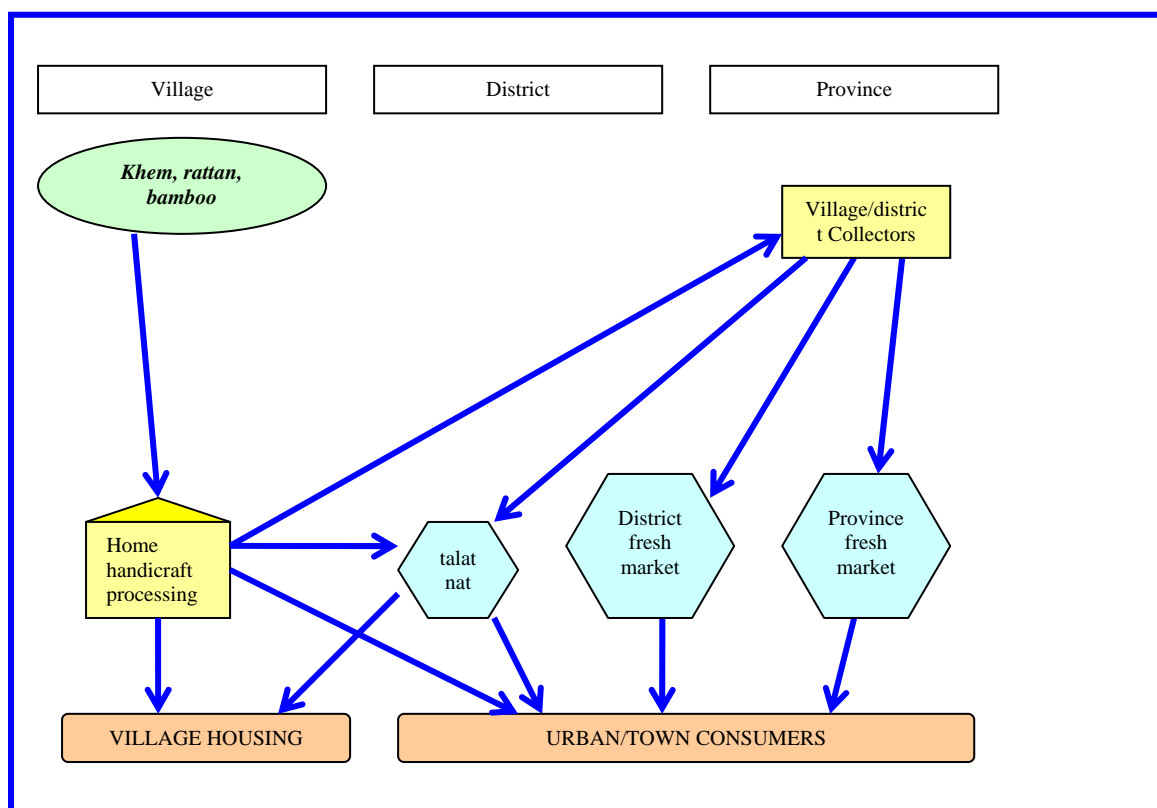 Village
District
Province
Khem, rattan,
bamboo
Village/distric
t Collectors
Home
handicraft
processing
talat
nat
District
fresh
market
Province
fresh
market
VILLAGE HOUSING
URBAN/TOWN CONSUMERS